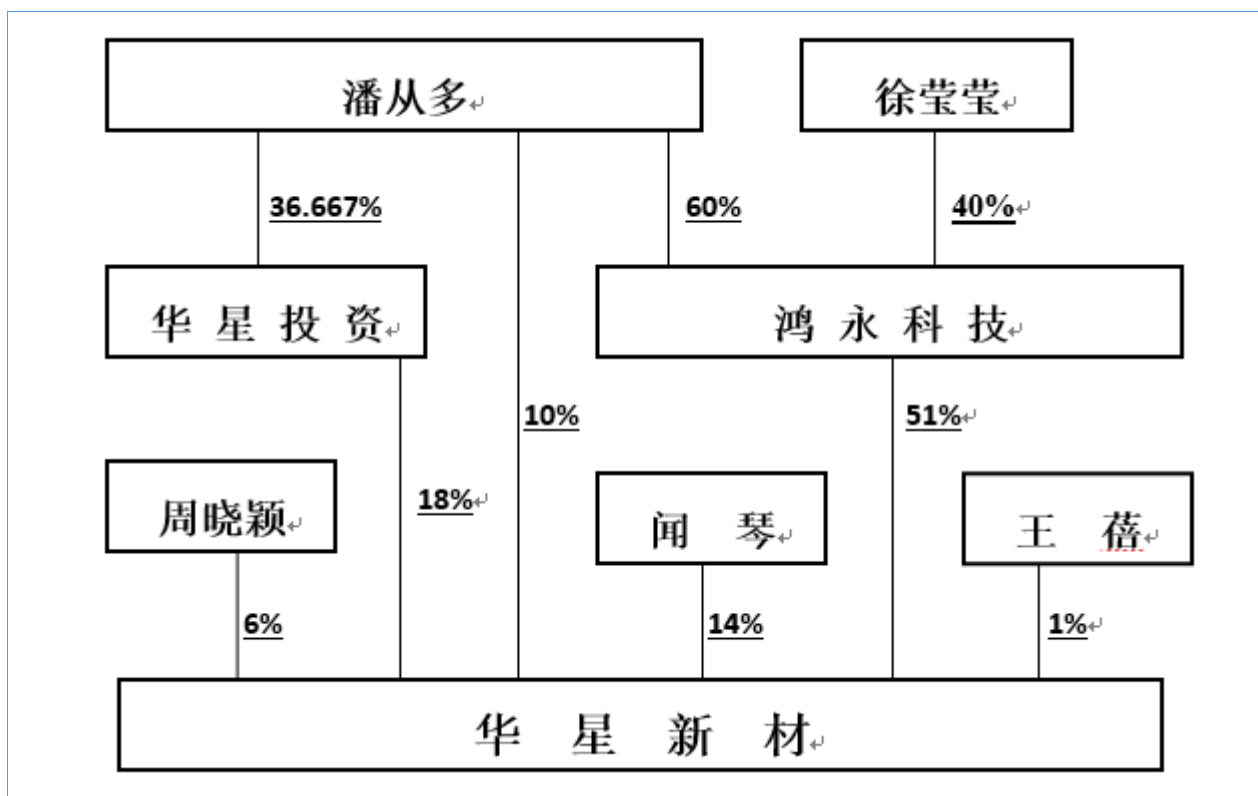 潘从多
徐莹莹
36.667%
60%
40%
华 星 投 资
鸿 永 科 技
10%
51%
周晓颖
18%
闻 琴
王 蓓
6%
14%
1%
华 星 新 材